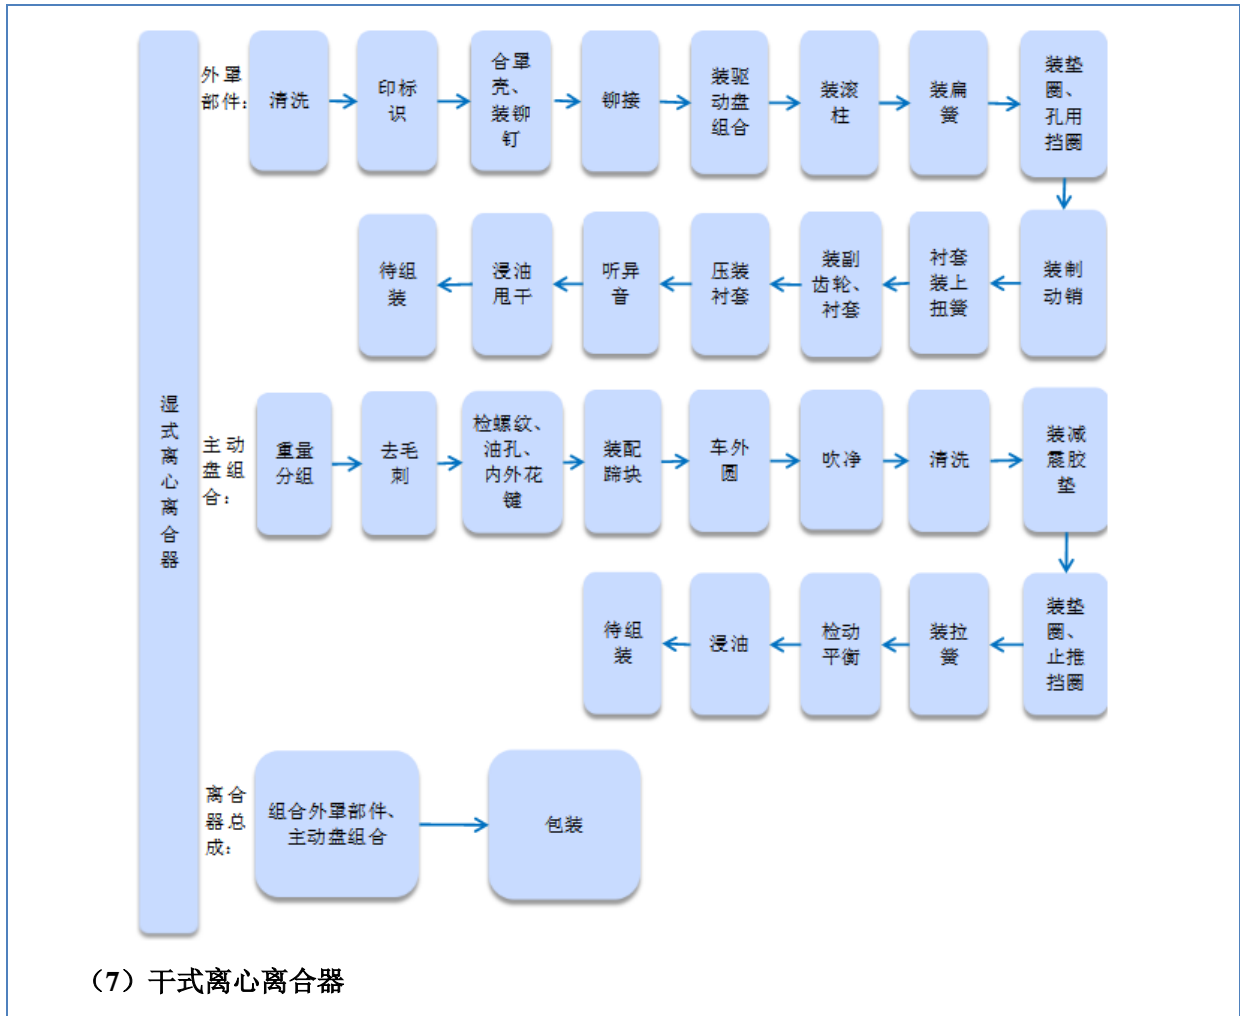 湿
式
离
心
离
合
器
外罩
部件：
清洗
印标
识
合罩
壳、
装铆
钉
铆接
装驱
动盘
组合
装滚
柱
装扁
簧
装垫
圈、
孔用
挡圈
装制
动销
衬套
装上
扭簧
装副
齿轮、
衬套
压装
衬套
听异
音
浸油
甩干
待组
装
主动
盘组
合：
重量
分组
去毛
刺
检螺纹、
油孔、
内外花
键
装配
蹄块
车外
圆
吹净
清洗
装减
震胶
垫
装垫
圈、
止推
挡圈
装拉
簧
检动
平衡
浸油
待组
装
离合
器总
成：
组合外罩部件、
主动盘组合
包装
（7）干式离心离合器